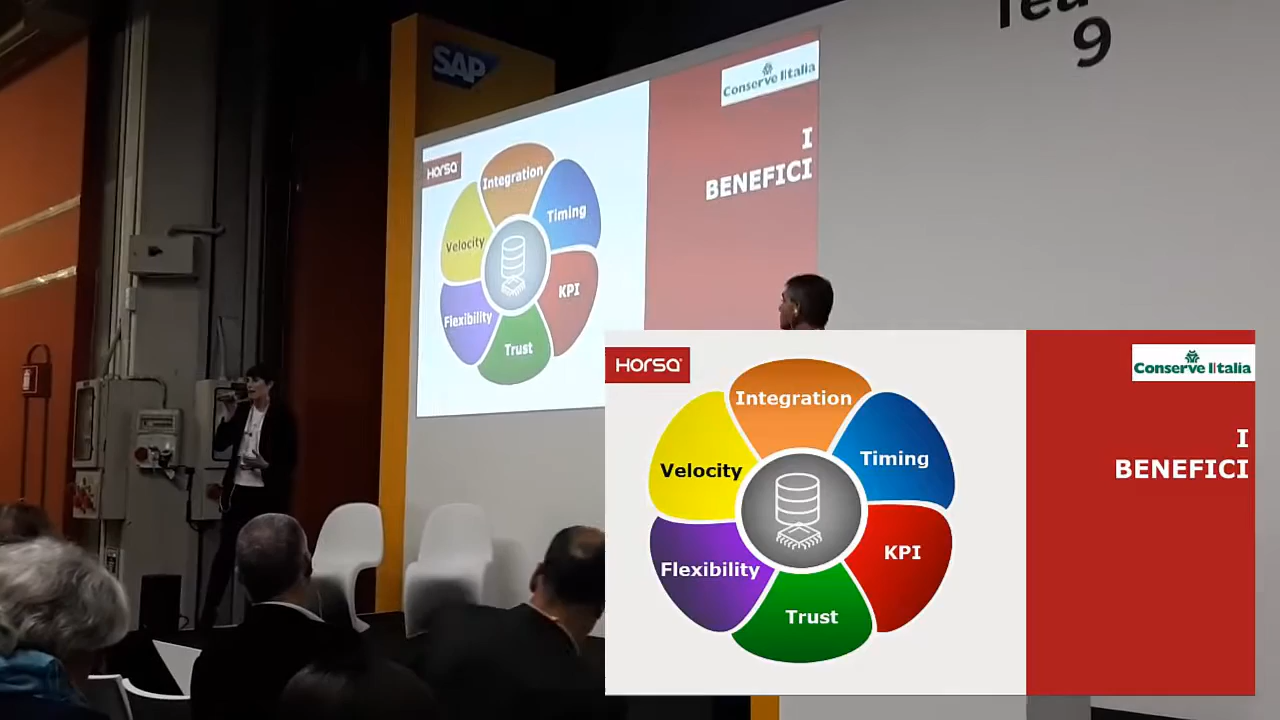 SAP
9
Conserve Italia
I
BENEFICI
Horsa
Integration
Timing
Velocity
KPI
Flexibility
Trust
Horsa
Conserve Italia
I
BENEFICI
Integration
Timing
Velocity
KPI
Flexibility
Trust